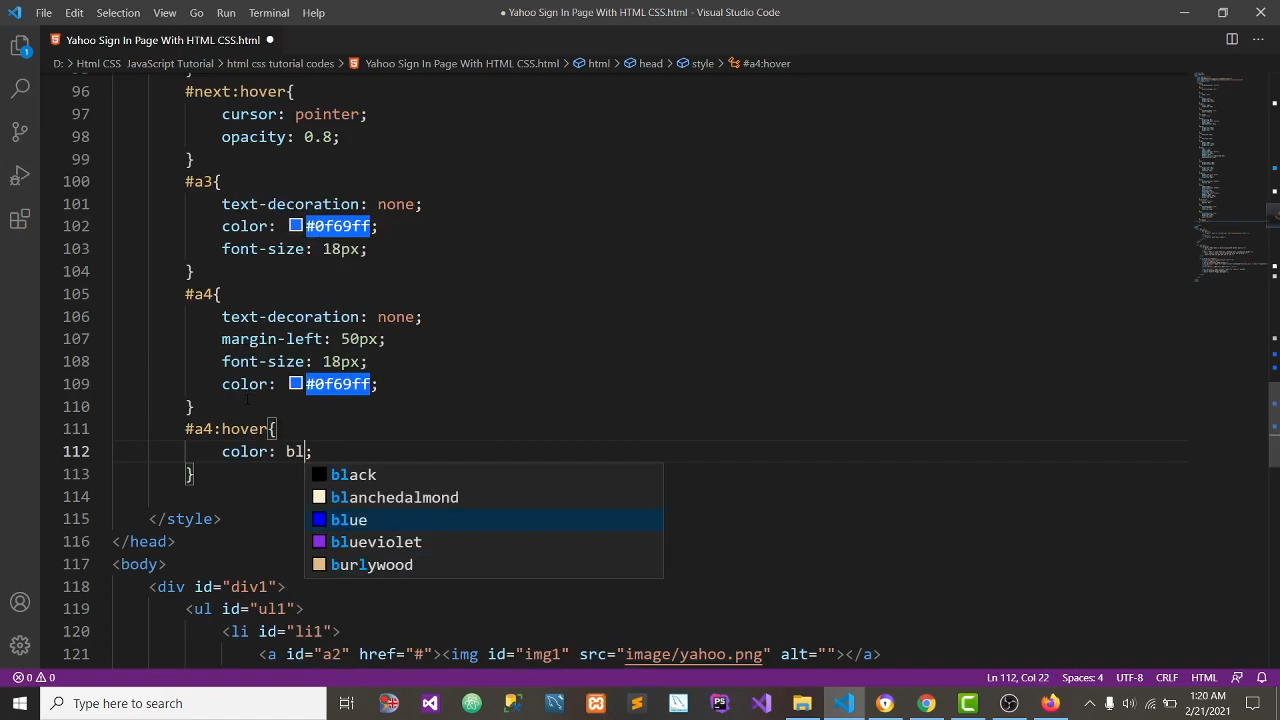 File Edit Selection View Go Run Terminal Help
● Yahoo Sign In Page With HTML CSS.html - Visual Studio Code
Yahoo Sign In Page With HTML CSS.html ●
D: > Html CSS JavaScript Tutorial > html css tutorial codes > Yahoo Sign In Page With HTML CSS.html > html > head > style > #a4:hover
96 #next:hover{
97 cursor: pointer;
98 opacity: 0.8;
99 }
100 #a3{
101 text-decoration: none;
102 color: #0f69ff;
103 font-size: 18px;
104 }
105 #a4{
106 text-decoration: none;
107 margin-left: 50px;
108 font-size: 18px;
109 color: #0f69ff;
110 }
111 #a4:hover{
112 color: bl;
113 }
black
114
blanchedalmond
115 </style>
blue
116 </head>
blueviolet
117 <body>
burlywood
118 <div id="div1">
119 <ul id="ul1">
120 <li id="li1">
121 <a id="a2" href="#"><img id="img1" src="image/yahoo.png" alt=""></a>
0 0
Ln 112, Col 22 Spaces: 4 UTF-8 CRLF HTML
Type here to search
1:20 AM
2/21/2021